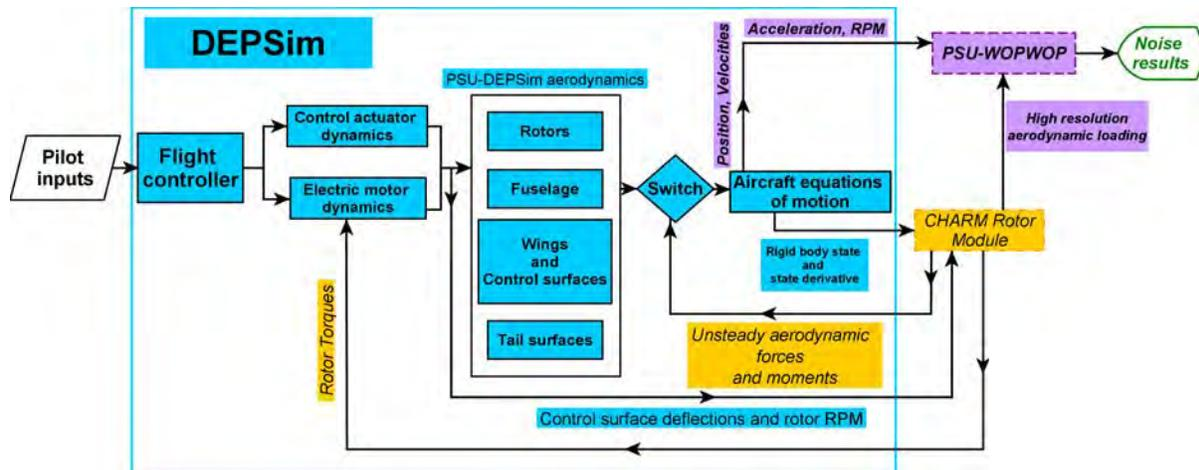 DEPSim
Acceleration, RPM
Position, Velocities
PSU-WOPWOP
Noise
results
PSU-DEPSim aerodynamics
High resolution
aerodynamic loading
Pilot
inputs
Flight
controller
Control actuator
dynamics
Electric motor
dynamics
Rotors
Fuselage
Wings
and
Control surfaces
Tail surfaces
Switch
Aircraft equations
of motion
CHARM Rotor
Module
Rigid body state
and
state derivative
Rotor Torques
Unsteady aerodynamic
forces
and moments
Control surface deflections and rotor RPM